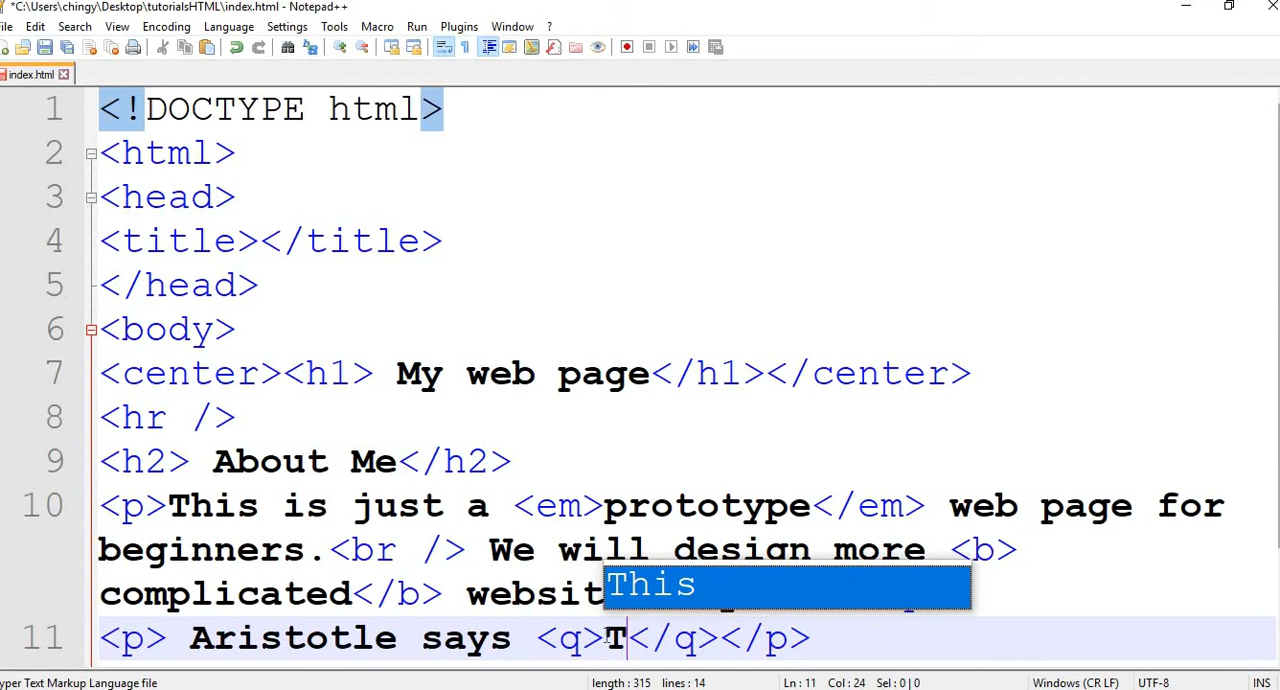 *C:\Users\chingy\Desktop\tutorialsHTML\index.html - Notepad++
File Edit Search View Encoding Language Settings Tools Macro Run Plugins Window ?
index.html
1 <!DOCTYPE html>
2 <html>
3 <head>
4 <title></title>
5 </head>
6 <body>
7 <center><h1> My web page</h1></center>
8 <hr />
9 <h2> About Me</h2>
10 <p>This is just a <em>prototype</em> web page for
beginners.<br /> We will design more <b>
complicated</b>
This
11 <p> Aristotle says <q>T</q></p>
yper Text Markup Language file length : 315 lines : 14 Ln : 11 Col : 24 Sel : 0 | 0 Windows (CR LF) UTF-8 INS